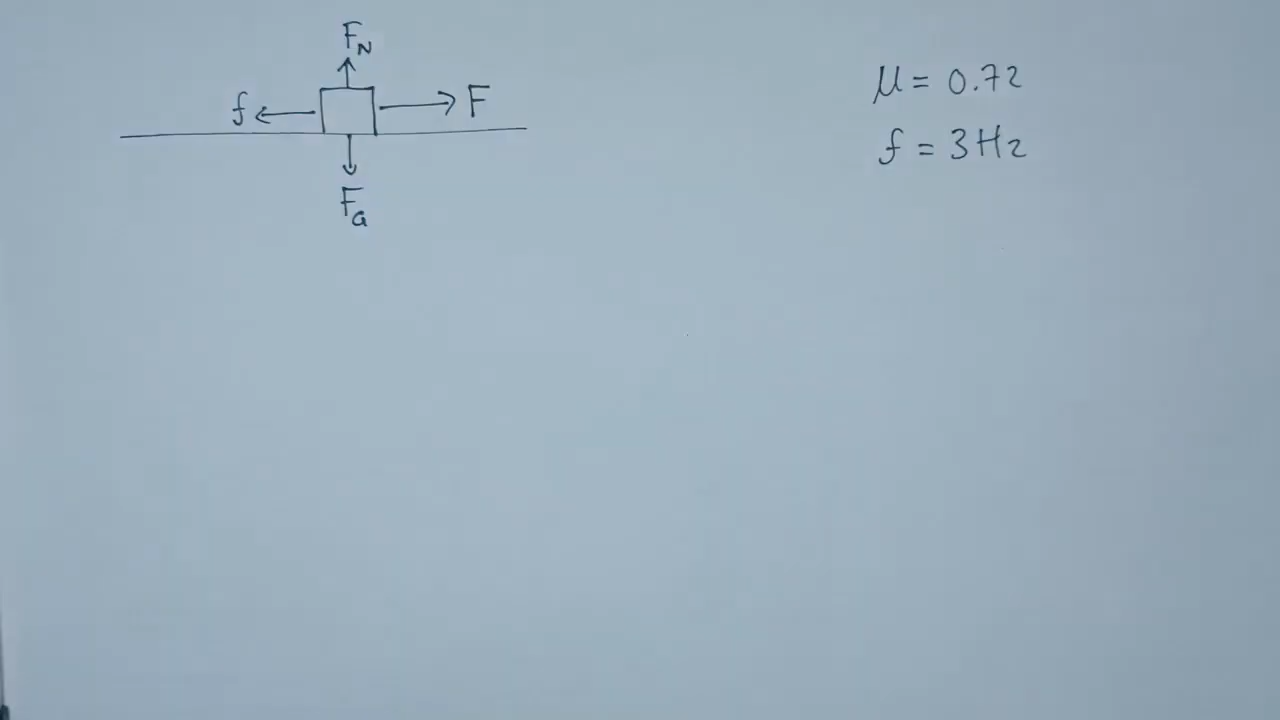 F_N
f
F
F_G
μ = 0.72
f = 3Hz